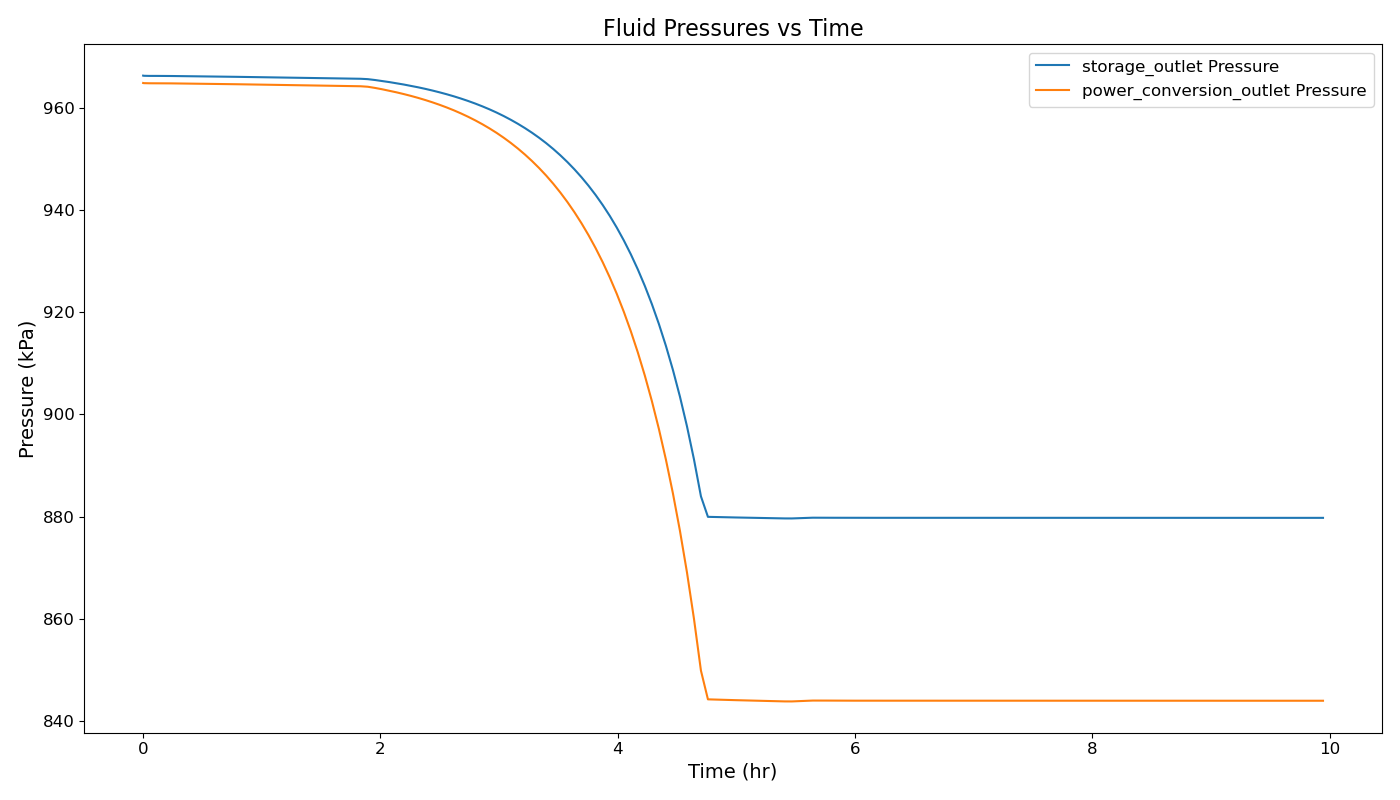 Fluid Pressures vs Time
storage_outlet Pressure
power_conversion_outlet Pressure
Pressure (kPa)
960
940
920
900
880
860
840
0 2 4 6 8 10
Time (hr)